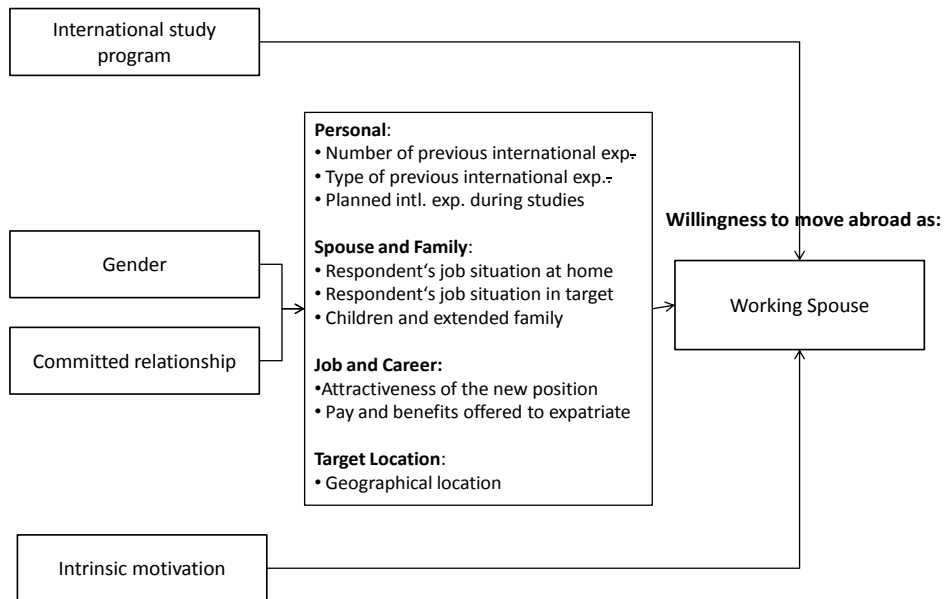 International study
program
Personal:
• Number of previous international exp.
• Type of previous international exp..
• Planned intl. exp. during studies
Willingness to move abroad as:
Gender
Spouse and Family:
• Respondent‘s job situation at home
• Respondent‘s job situation in target
• Children and extended family
Working Spouse
Committed relationship
Job and Career:
•Attractiveness of the new position
• Pay and benefits offered to expatriate
Target Location:
• Geographical location
Intrinsic motivation